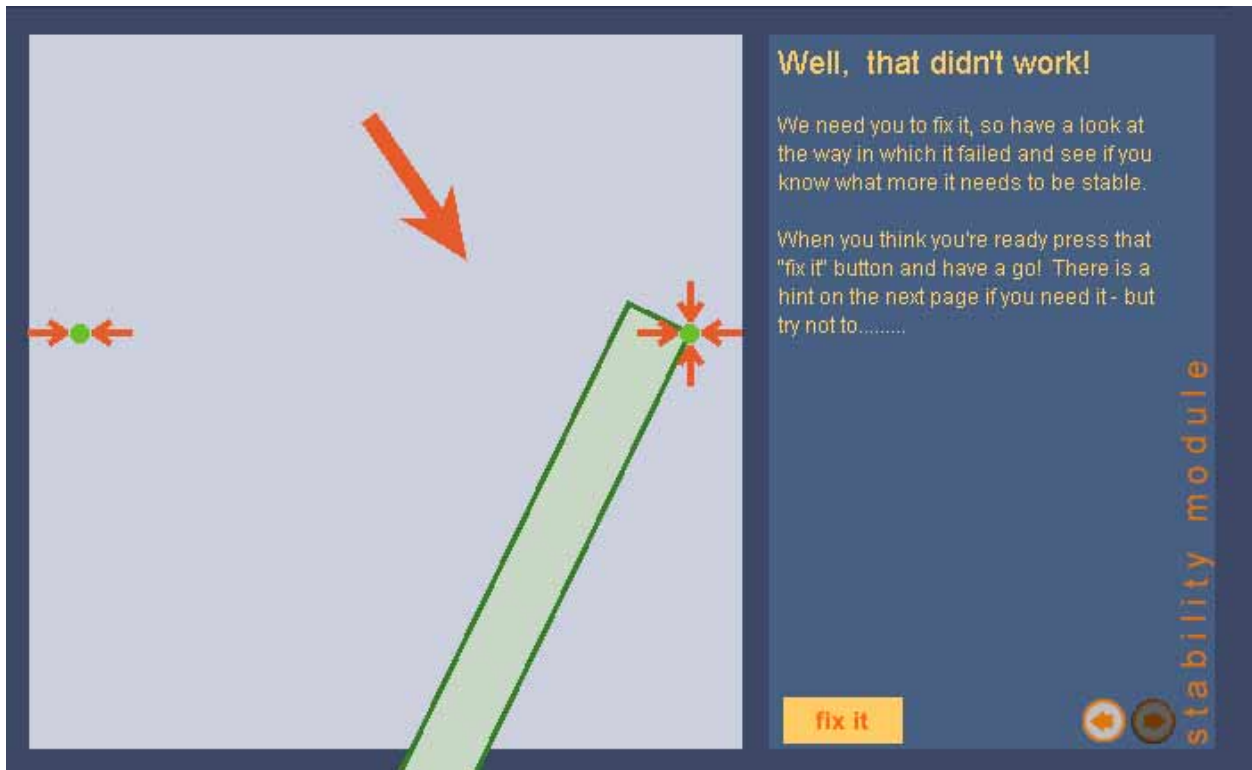 Well, that didn't work!
We need you to fix it, so have a look at
the way in which it failed and see if you
know what more it needs to be stable.
When you think you're ready press that
"fix it" button and have a go! There is a
hint on the next page if you need it - but
try not to.........
stability module
fix it